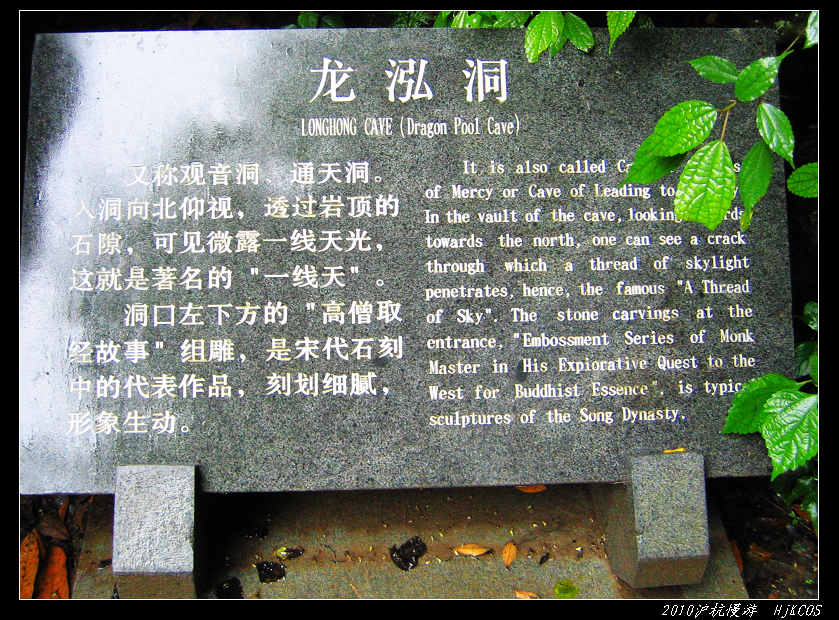 龙泓洞
LONGHONG CAVE (Dragon Pool Cave)
又称观音洞、通天洞。
入洞向北仰视，透过岩顶的
石隙，可见微露一线天光，
这就是著名的"一线天"。
洞口左下方的"高僧取
经故事"组雕，是宋代石刻
中的代表作品，刻划细腻，
形象生动。
It is also called
of Mercy or Cave of Leading to
In the vault of the cave,
towards the north, one can see a crack
through which a thread of skylight
penetrates, hence, the famous "A Thread
of Sky". The stone carvings at the
entrance, "Embossment Series of Monk
Master in His Expiorative Quest to the
West for Buddhist Essence", is
sculptures of the Song Dynasty.
2010沪杭慢游 HjKCOS